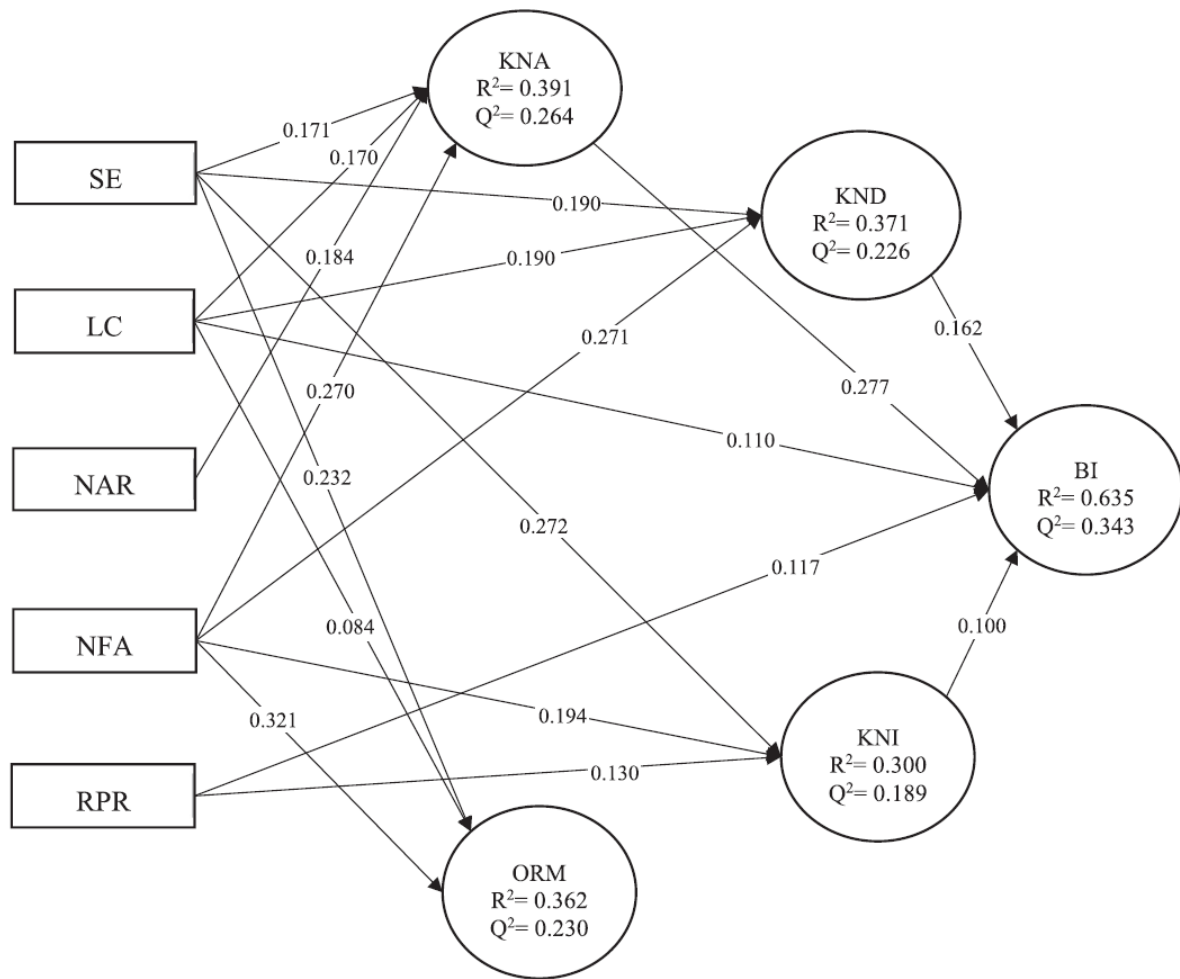 KNA
R²= 0.391
Q²= 0.264
0.171
SE
0.170
KND
R²= 0.371
Q²= 0.226
0.190
0.184
0.190
LC
0.162
0.271
0.277
0.270
0.110
NAR
0.232
BI
R²= 0.635
Q²= 0.343
0.272
0.117
NFA
0.084
0.100
0.321
0.194
KNI
R²= 0.300
Q²= 0.189
0.130
RPR
ORM
R²= 0.362
Q²= 0.230